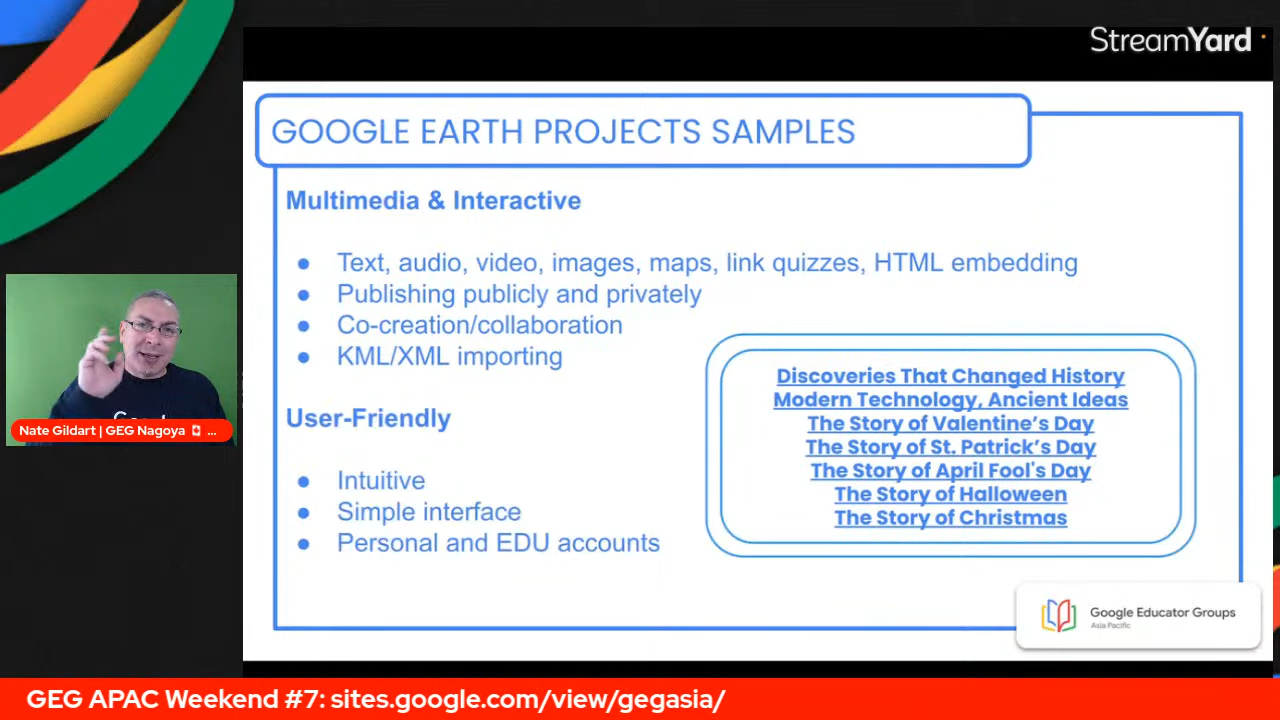 StreamYard
GOOGLE EARTH PROJECTS SAMPLES
Multimedia & Interactive
● Text, audio, video, images, maps, link quizzes, HTML embedding
● Publishing publicly and privately
● Co-creation/collaboration
● KML/XML importing
User-Friendly
● Intuitive
● Simple interface
● Personal and EDU accounts
Discoveries That Changed History
Modern Technology, Ancient Ideas
The Story of Valentine’s Day
The Story of St. Patrick’s Day
The Story of April Fool's Day
The Story of Halloween
The Story of Christmas
Nate Gildart | GEG Nagoya 🇨🇦 ...
Google Educator Groups
Asia Pacific
GEG APAC Weekend #7: sites.google.com/view/gegasia/